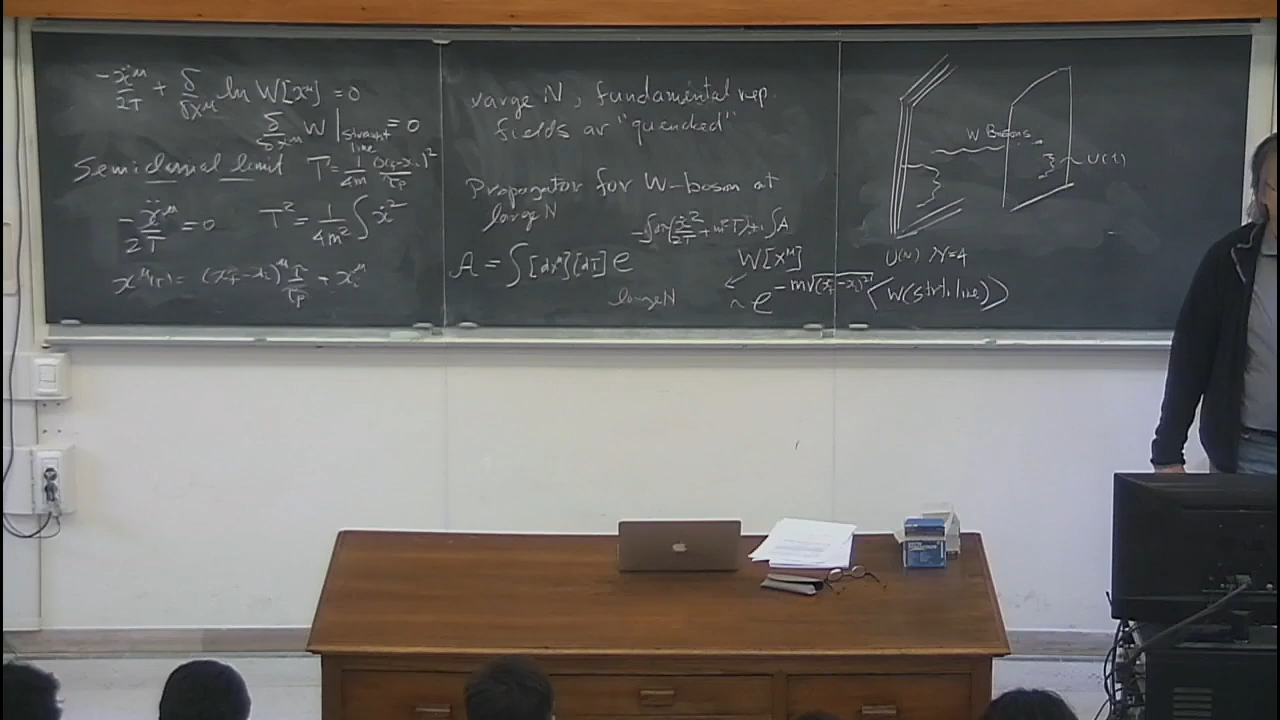 -ẍ^μ/2T + δ/δx^μ ln W[x^μ] = 0
δ/δx^μ W |straight line = 0
Semiclassical limit T² = 1/4m² (x_f-x_i)²/τ_p
-ẍ^μ/2T = 0 T² = 1/4m² ∫ẋ²
x^μ(τ) = (x_f-x_i)^μ τ/τ_p + x_i^μ
Large N, fundamental rep.
fields are "quenched"
Propagator for W-boson at
large N
A = ∫[dx^μ][dT] e^{-∫dτ(ẋ²/2T + m²T)+i∫A}
W[x^μ]
large N ~ e^{-m√(x_f-x_i)²} <W(str. line)>
W Bosons
U(1)
U(N) N=4